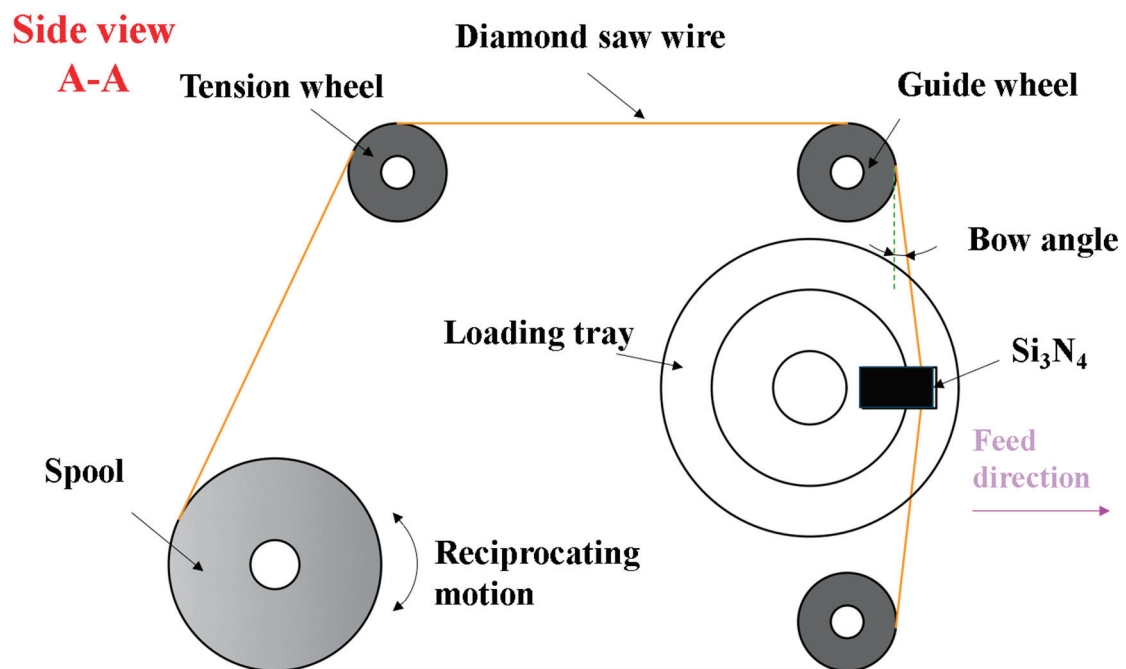 Side view
A-A
Diamond saw wire
Tension wheel
Guide wheel
Bow angle
Loading tray
Si₃N₄
Feed
direction
Spool
Reciprocating
motion